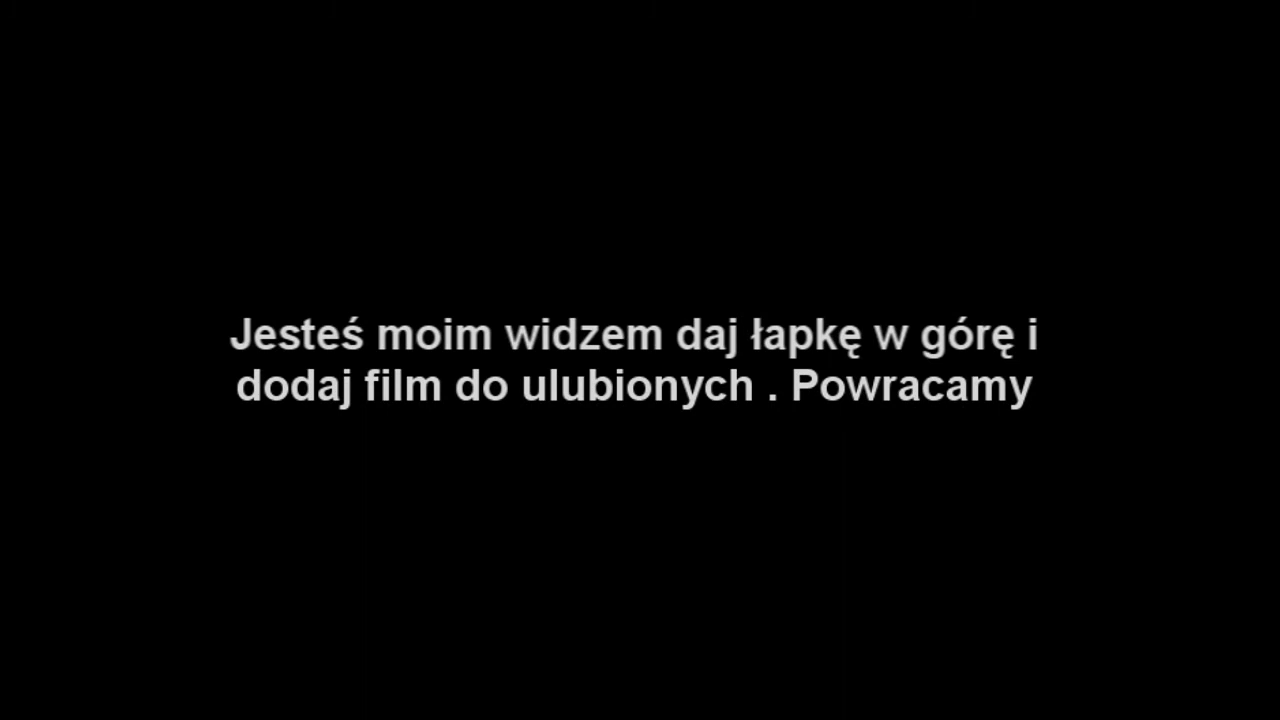 Jesteś moim widzem daj łapkę w górę i
dodaj film do ulubionych . Powracamy